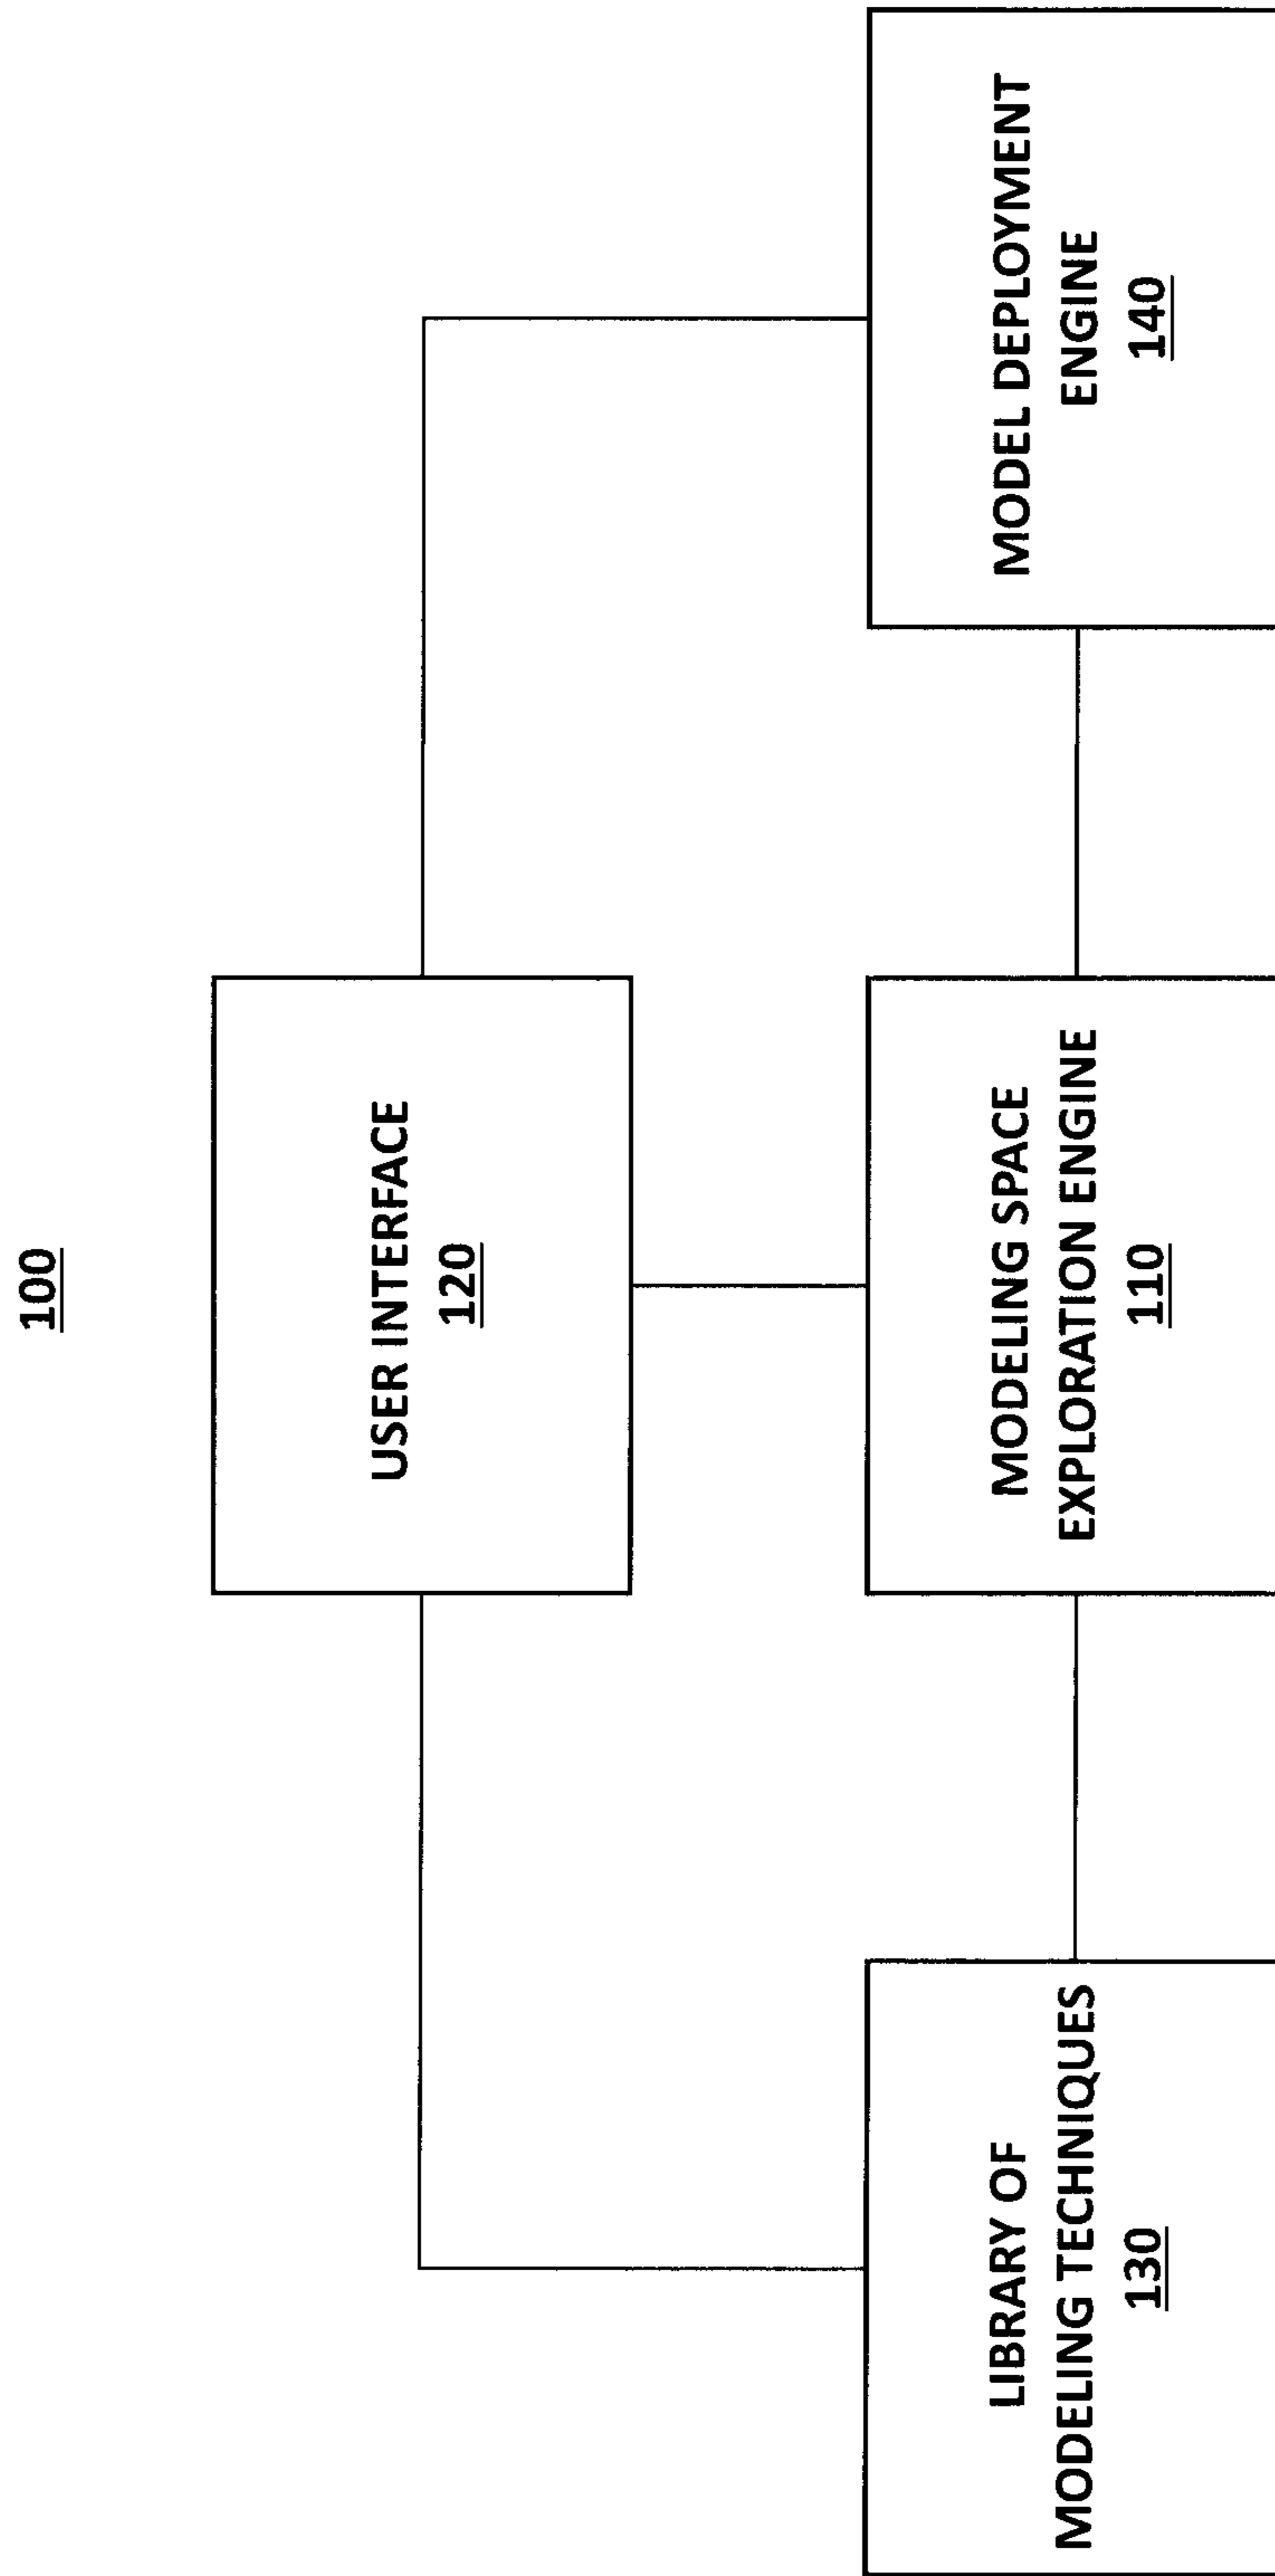 100
USER INTERFACE
120
LIBRARY OF
MODELING TECHNIQUES
130
MODELING SPACE
EXPLORATION ENGINE
110
MODEL DEPLOYMENT
ENGINE
140